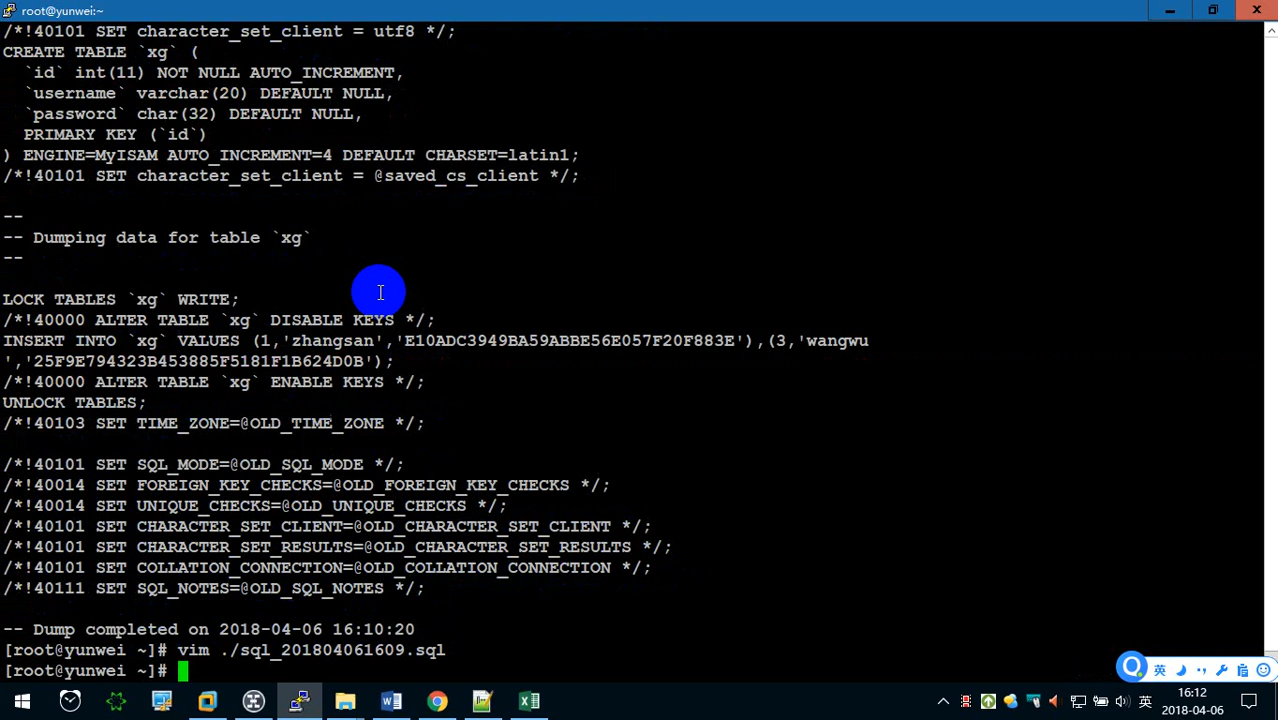 root@yunwei:~
/*!40101 SET character_set_client = utf8 */;
CREATE TABLE `xg` (
  `id` int(11) NOT NULL AUTO_INCREMENT,
  `username` varchar(20) DEFAULT NULL,
  `password` char(32) DEFAULT NULL,
  PRIMARY KEY (`id`)
) ENGINE=MyISAM AUTO_INCREMENT=4 DEFAULT CHARSET=latin1;
/*!40101 SET character_set_client = @saved_cs_client */;
--
-- Dumping data for table `xg`
--
LOCK TABLES `xg` WRITE;
/*!40000 ALTER TABLE `xg` DISABLE KEYS */;
INSERT INTO `xg` VALUES (1,'zhangsan','E10ADC3949BA59ABBE56E057F20F883E'),(3,'wangwu
','25F9E794323B453885F5181F1B624D0B');
/*!40000 ALTER TABLE `xg` ENABLE KEYS */;
UNLOCK TABLES;
/*!40103 SET TIME_ZONE=@OLD_TIME_ZONE */;
/*!40101 SET SQL_MODE=@OLD_SQL_MODE */;
/*!40014 SET FOREIGN_KEY_CHECKS=@OLD_FOREIGN_KEY_CHECKS */;
/*!40014 SET UNIQUE_CHECKS=@OLD_UNIQUE_CHECKS */;
/*!40101 SET CHARACTER_SET_CLIENT=@OLD_CHARACTER_SET_CLIENT */;
/*!40101 SET CHARACTER_SET_RESULTS=@OLD_CHARACTER_SET_RESULTS */;
/*!40101 SET COLLATION_CONNECTION=@OLD_COLLATION_CONNECTION */;
/*!40111 SET SQL_NOTES=@OLD_SQL_NOTES */;
-- Dump completed on 2018-04-06 16:10:20
[root@yunwei ~]# vim ./sql_201804061609.sql
[root@yunwei ~]#
英
英
16:12
2018-04-06